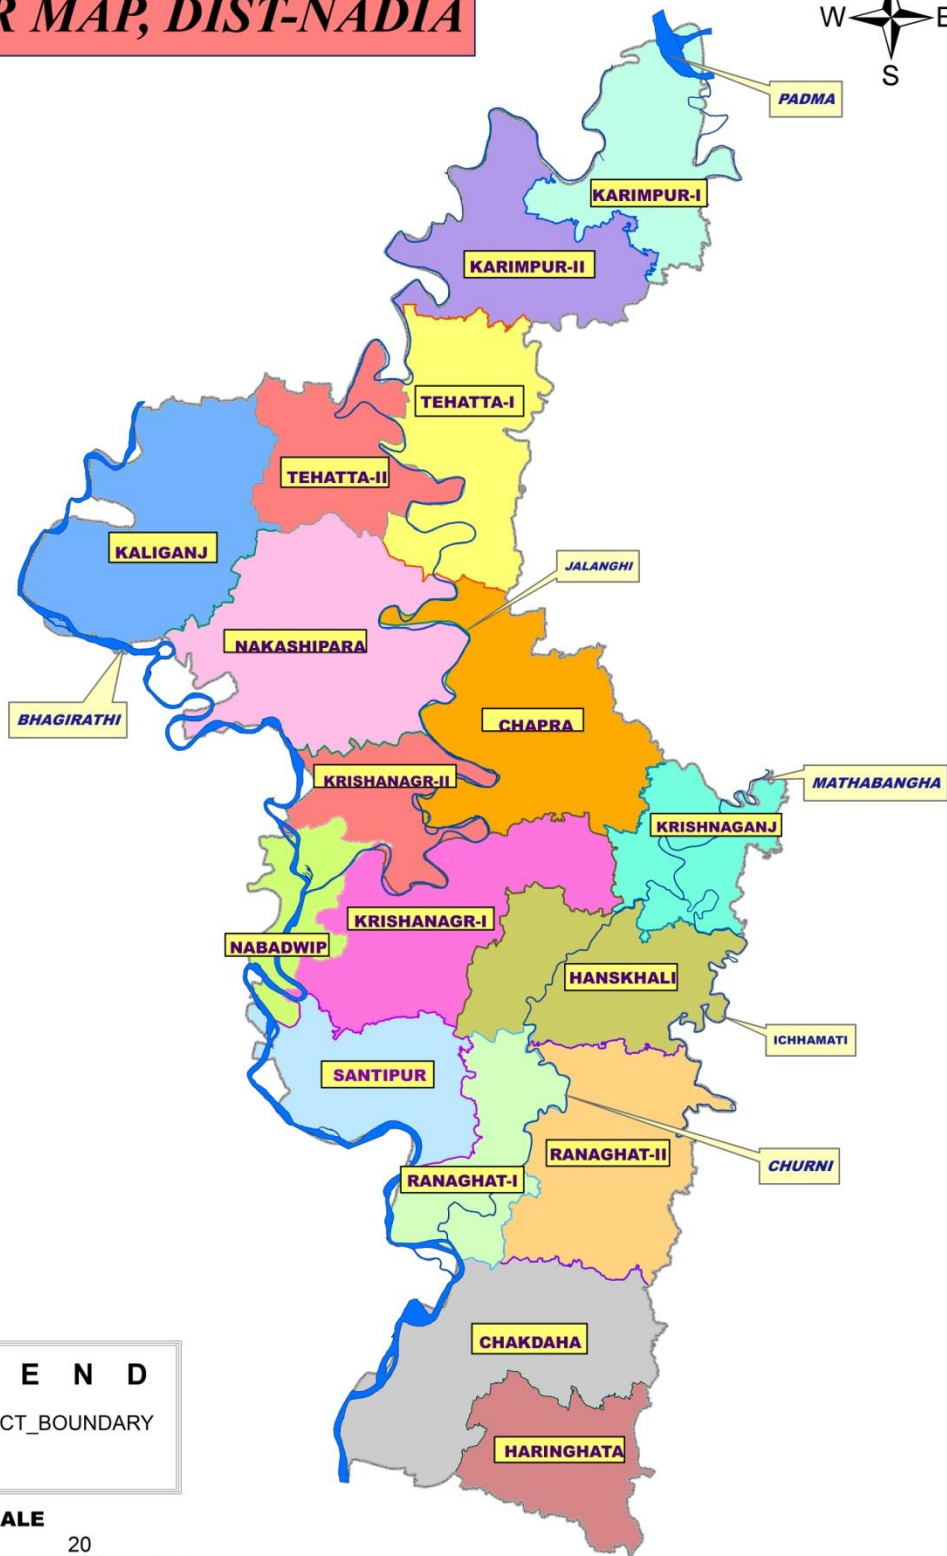 R MAP, DIST-NADIA
W E
S
PADMA
KARIMPUR-I
KARIMPUR-II
TEHATTA-I
TEHATTA-II
KALIGANJ
JALANGHI
NAKASHIPARA
BHAGIRATHI
CHAPRA
KRISHANAGR-II
MATHABANGHA
KRISHNAGANJ
KRISHANAGR-I
NABADWIP
HANSKHALI
ICHHAMATI
SANTIPUR
RANAGHAT-II
CHURNI
RANAGHAT-I
CHAKDAHA
E N D
CT_BOUNDARY
HARINGHATA
ALE
20